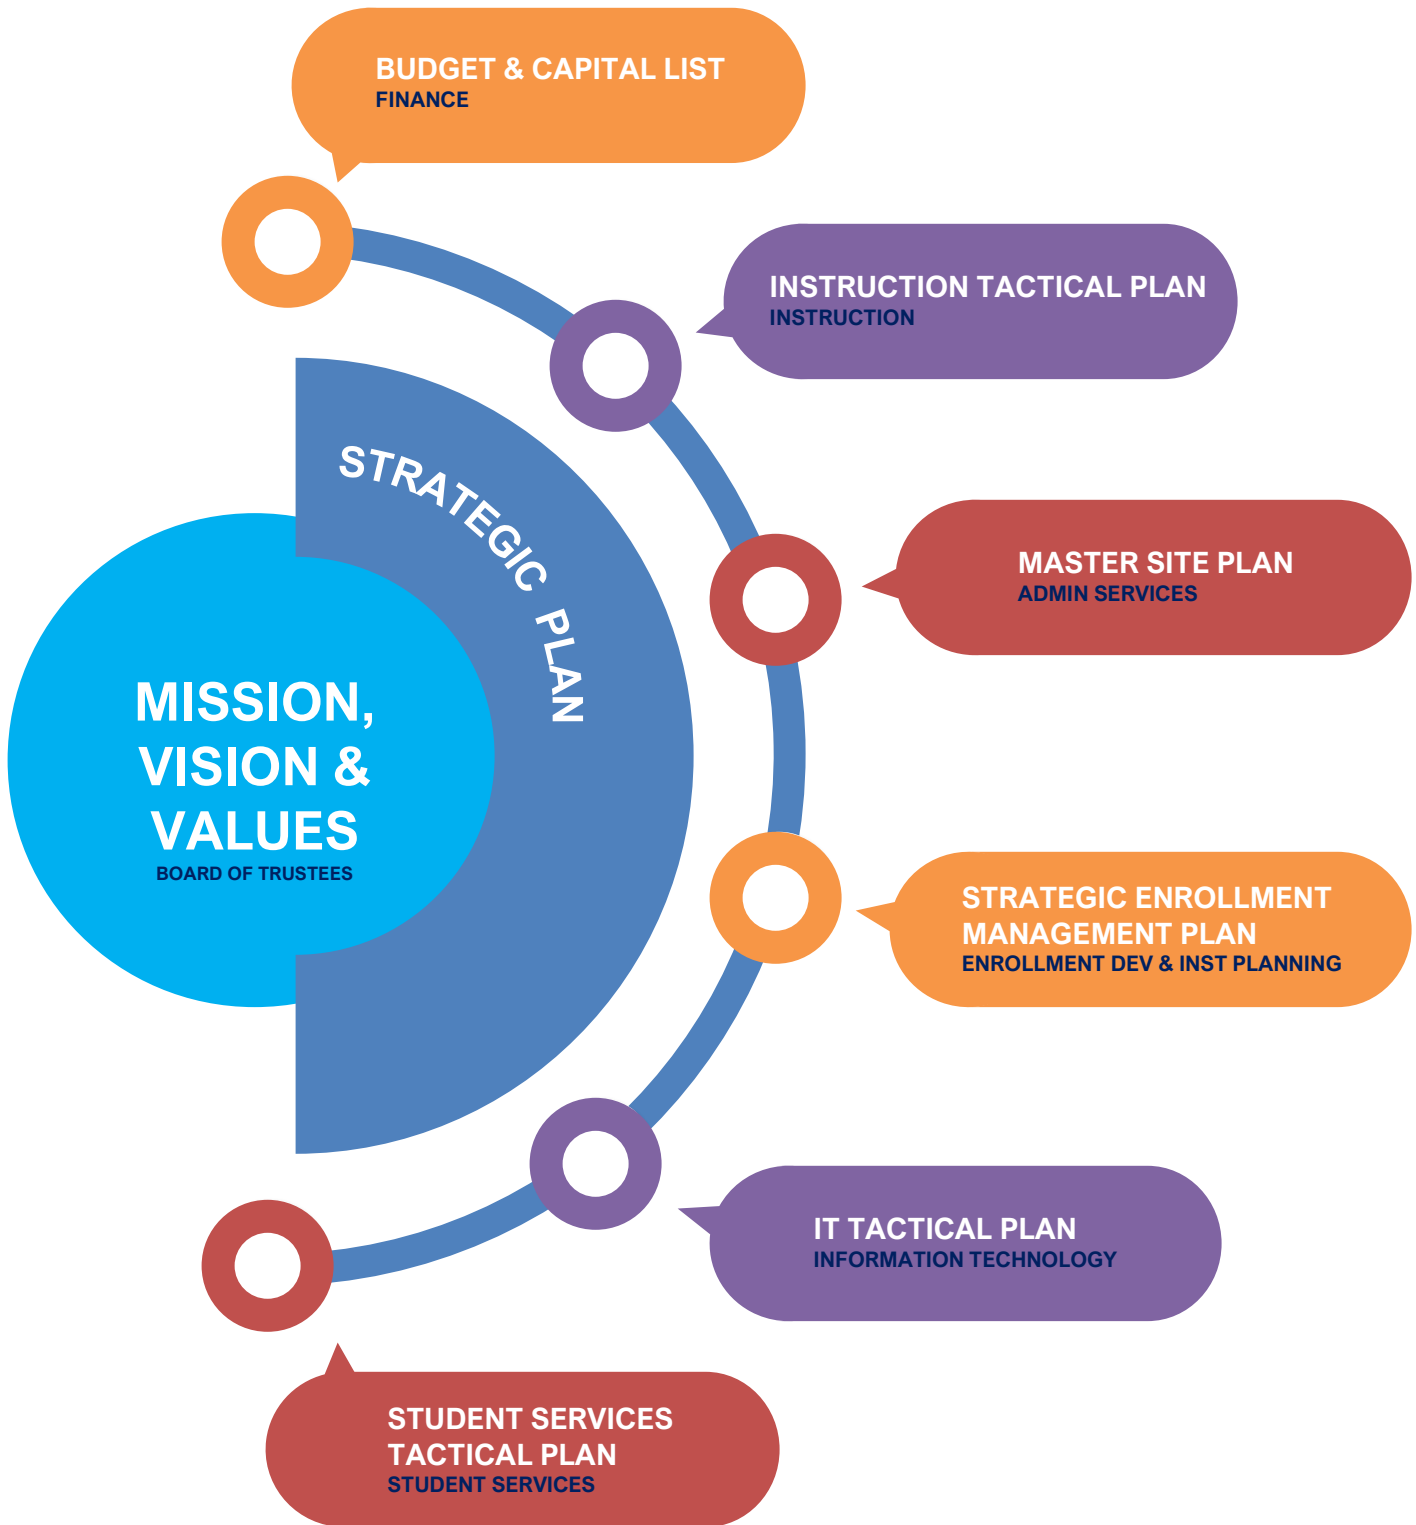 BUDGET & CAPITAL LIST
FINANCE
INSTRUCTION TACTICAL PLAN
INSTRUCTION
STRATEGIC PLAN
MASTER SITE PLAN
ADMIN SERVICES
MISSION,
VISION &
VALUES
BOARD OF TRUSTEES
STRATEGIC ENROLLMENT
MANAGEMENT PLAN
ENROLLMENT DEV & INST PLANNING
IT TACTICAL PLAN
INFORMATION TECHNOLOGY
STUDENT SERVICES
TACTICAL PLAN
STUDENT SERVICES